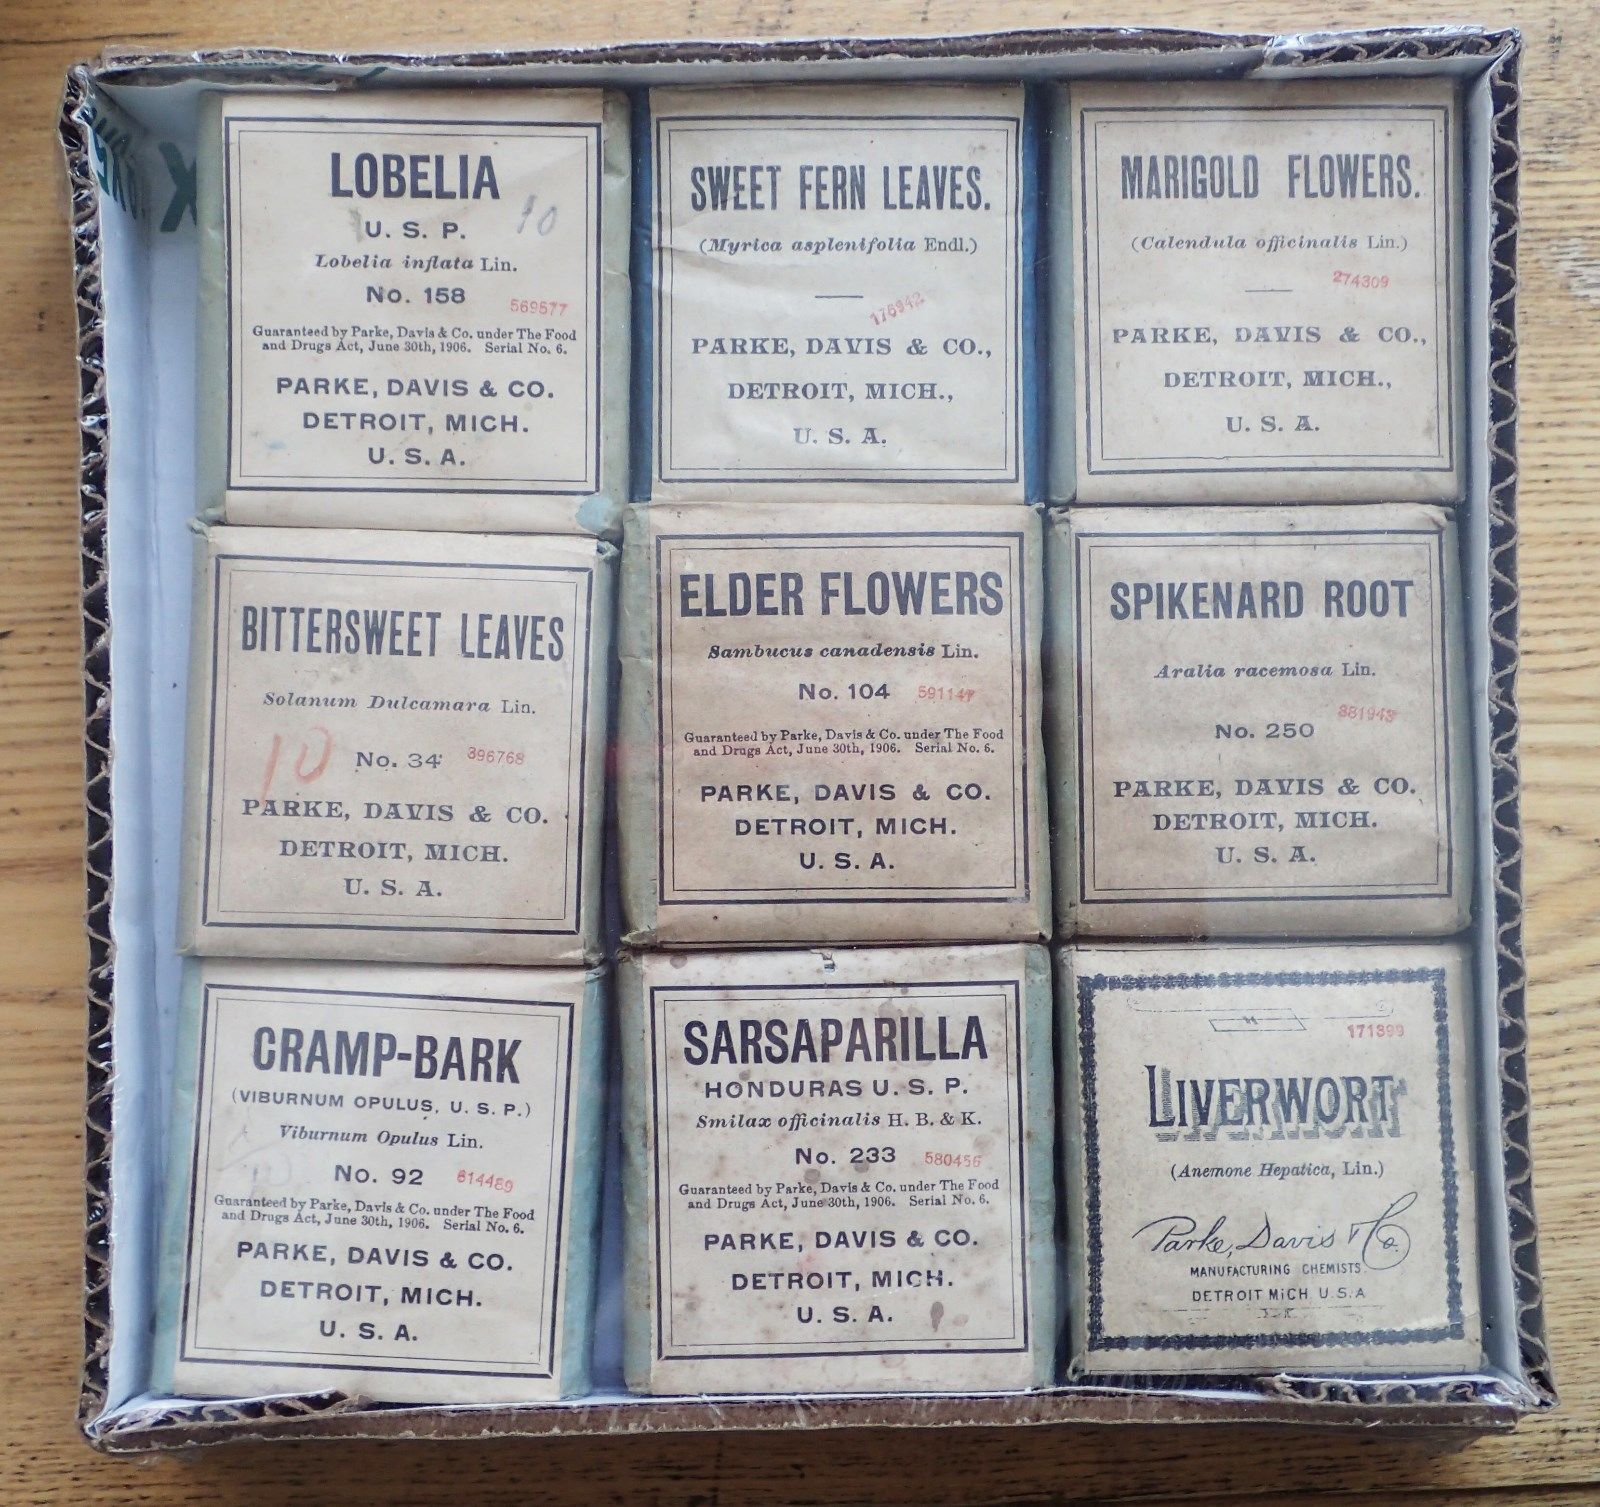 LOBELIA
U. S. P.
10
Lobelia inflata Lin.
No. 158
569577
Guaranteed by Parke, Davis & Co. under The Food
and Drugs Act, June 30th, 1906. Serial No. 6.
PARKE, DAVIS & CO.
DETROIT, MICH.
U. S. A.
SWEET FERN LEAVES.
(Myrica asplenifolia Endl.)
176942
PARKE, DAVIS & CO.,
DETROIT, MICH.,
U. S. A.
MARIGOLD FLOWERS.
(Calendula officinalis Lin.)
274309
PARKE, DAVIS & CO.,
DETROIT, MICH.,
U. S. A.
BITTERSWEET LEAVES
Solanum Dulcamara Lin.
10
No. 34
396768
PARKE, DAVIS & CO.
DETROIT, MICH.
U. S. A.
ELDER FLOWERS
Sambucus canadensis Lin.
No. 104
591147
Guaranteed by Parke, Davis & Co. under The Food
and Drugs Act, June 30th, 1906. Serial No. 6.
PARKE, DAVIS & CO.
DETROIT, MICH.
U. S. A.
SPIKENARD ROOT
Aralia racemosa Lin.
No. 250
PARKE, DAVIS & CO.
DETROIT, MICH.
U. S. A.
CRAMP-BARK
(VIBURNUM OPULUS, U. S. P.)
Viburnum Opulus Lin.
No. 92
614489
Guaranteed by Parke, Davis & Co. under The Food
and Drugs Act, June 30th, 1906. Serial No. 6.
PARKE, DAVIS & CO.
DETROIT, MICH.
U. S. A.
SARSAPARILLA
HONDURAS U. S. P.
Smilax officinalis H. B. & K.
No. 233
580456
Guaranteed by Parke, Davis & Co. under The Food
and Drugs Act, June 30th, 1906. Serial No. 6.
PARKE, DAVIS & CO.
DETROIT, MICH.
U. S. A.
171899
LIVERWORT
(Anemone Hepatica, Lin.)
Parke, Davis & Co.
MANUFACTURING CHEMISTS.
DETROIT MICH. U.S.A